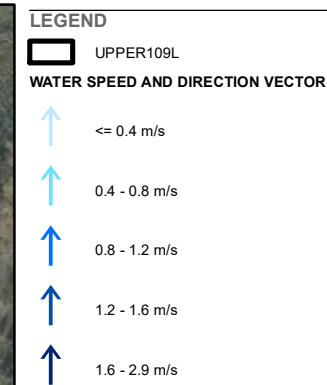 LEGEND
UPPER109L
WATER SPEED AND DIRECTION VECTOR
<= 0.4 m/s
0.4 - 0.8 m/s
0.8 - 1.2 m/s
1.2 - 1.6 m/s
1.6 - 2.9 m/s